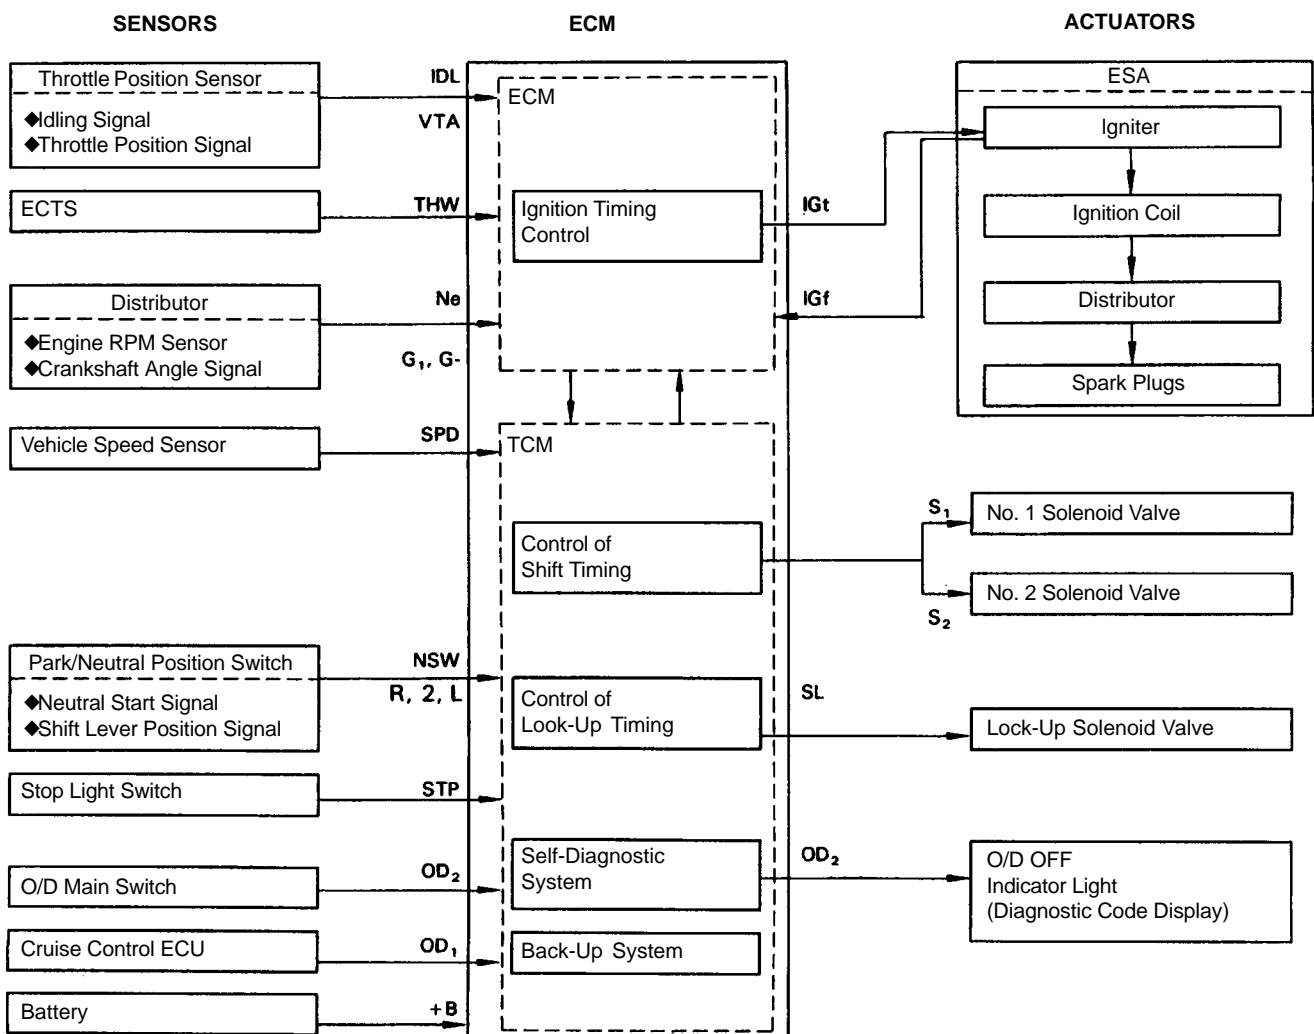 SENSORS
ECM
ACTUATORS
Throttle Position Sensor
◆Idling Signal
◆Throttle Position Signal
IDL
VTA
ECTS
THW
Distributor
◆Engine RPM Sensor
◆Crankshaft Angle Signal
Ne
G₁, G-
Vehicle Speed Sensor
SPD
Park/Neutral Position Switch
◆Neutral Start Signal
◆Shift Lever Position Signal
NSW
R, 2, L
Stop Light Switch
STP
O/D Main Switch
OD₂
Cruise Control ECU
OD₁
Battery
+B
ECM
Ignition Timing
Control
TCM
Control of
Shift Timing
Control of
Look-Up Timing
Self-Diagnostic
System
Back-Up System
IGt
IGf
S₁
S₂
SL
OD₂
ESA
Igniter
Ignition Coil
Distributor
Spark Plugs
No. 1 Solenoid Valve
No. 2 Solenoid Valve
Lock-Up Solenoid Valve
O/D OFF
Indicator Light
(Diagnostic Code Display)